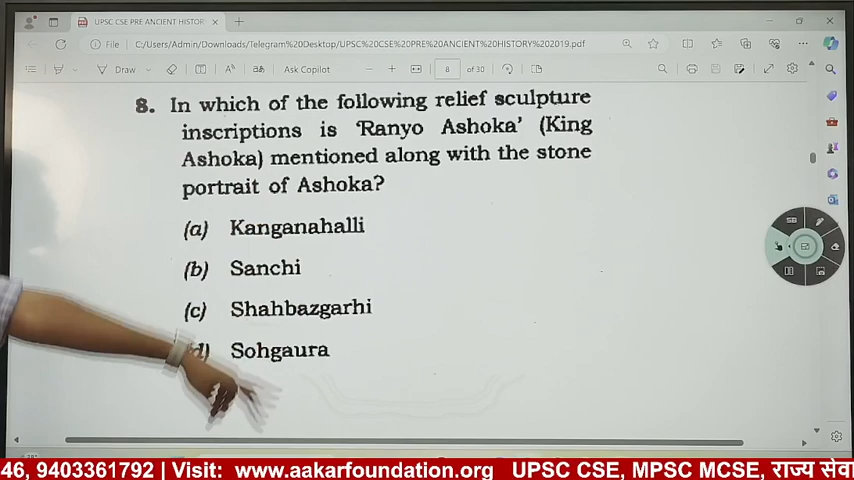 UPSC CSE PRE ANCIENT HISTOR
File C:/Users/Admin/Downloads/Telegram%20Desktop/UPSC%20CSE%20PRE%20ANCIENT%20HISTORY%202019.pdf
Draw Ask Copilot 8 of 30
8. In which of the following relief sculpture
inscriptions is ‘Ranyo Ashoka’ (King
Ashoka) mentioned along with the stone
portrait of Ashoka?
(a) Kanganahalli
(b) Sanchi
(c) Shahbazgarhi
(d) Sohgaura
46, 9403361792 | Visit: www.aakarfoundation.org UPSC CSE, MPSC MCSE, राज्य सेवा